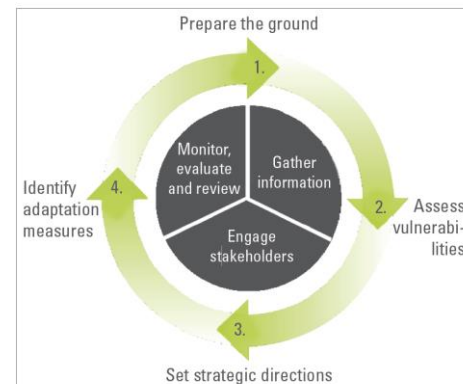 Prepare the ground
1.
Monitor,
evaluate
and review
Gather
information
Engage
stakeholders
2.
Assess
vulnerabi-
lities
3.
Set strategic directions
4.
Identify
adaptation
measures